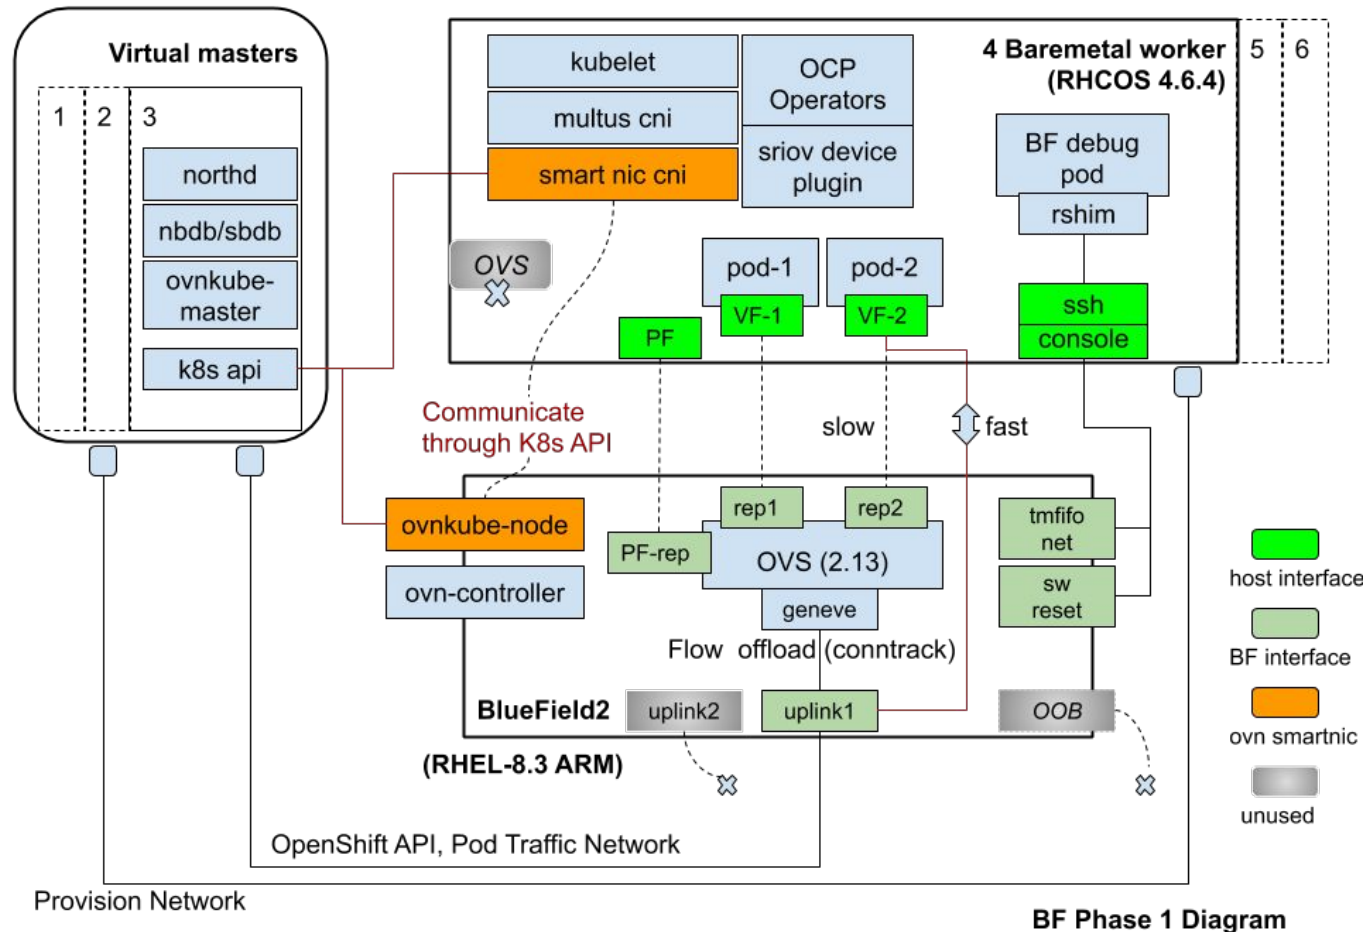 Virtual masters
1
2
3
northd
nbdb/sbdb
ovnkube-
master
k8s api
kubelet
multus cni
smart nic cni
OCP
Operators
sriov device
plugin
4 Baremetal worker
(RHCOS 4.6.4)
5
6
BF debug
pod
rshim
ssh
console
OVS
PF
pod-1
VF-1
pod-2
VF-2
Communicate
through K8s API
slow
fast
ovnkube-node
ovn-controller
PF-rep
rep1
rep2
OVS (2.13)
geneve
tmfifo
net
sw
reset
Flow offload (conntrack)
BlueField2
uplink2
uplink1
OOB
(RHEL-8.3 ARM)
host interface
BF interface
ovn smartnic
unused
OpenShift API, Pod Traffic Network
Provision Network
BF Phase 1 Diagram